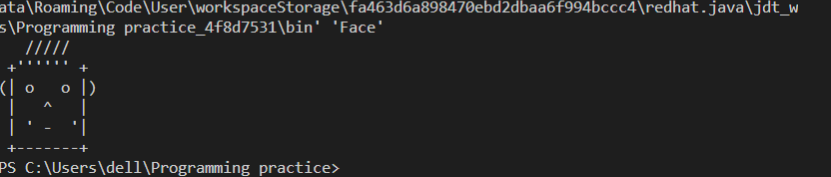 ata\Roaming\Code\User\workspaceStorage\fa463d6a898470ebd2dbaa6f994bccc4\redhat.java\jdt_w
s\Programming practice_4f8d7531\bin' 'Face'
   /////
 +'''''' +
(| o   o |)
 |   ^   |
 | ' -  '|
 +-------+
PS C:\Users\dell\Programming practice>